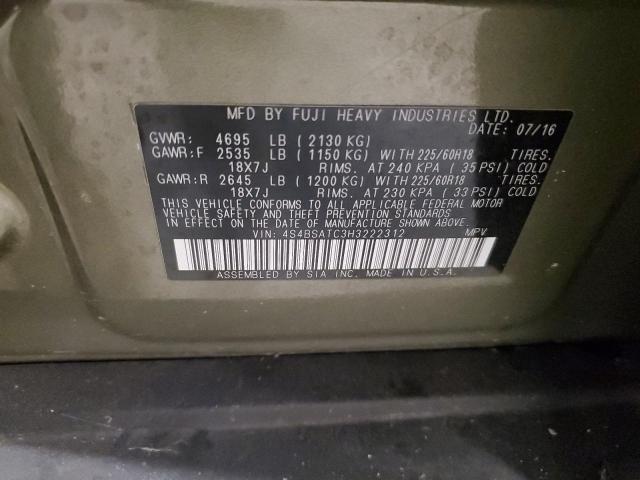 MFD BY FUJI HEAVY INDUSTRIES LTD.
DATE: 07/16
GVWR: 4695 LB ( 2130 KG)
GAWR:F 2535 LB ( 1150 KG) WITH 225/60R18 TIRES.
18X7J RIMS. AT 240 KPA ( 35 PSI) COLD
GAWR:R 2645 LB ( 1200 KG) WITH 225/60R18 TIRES.
18X7J RIMS. AT 230 KPA ( 33 PSI) COLD
THIS VEHICLE CONFORMS TO ALL APPLICABLE FEDERAL MOTOR
VEHICLE SAFETY AND THEFT PREVENTION STANDARDS
IN EFFECT ON THE DATE OF MANUFACTURE SHOWN ABOVE.
VIN: 4S4BSATC3H3222312 MPV
ASSEMBLED BY SIA INC. MADE IN U.S.A.